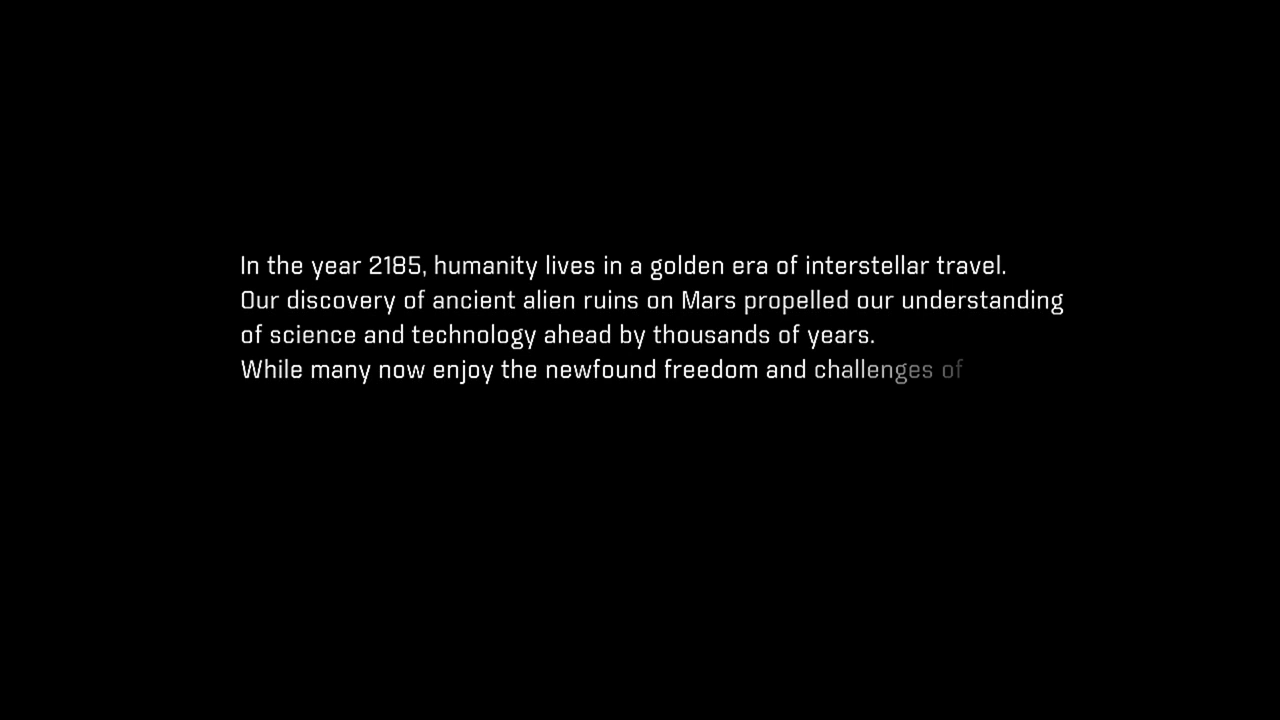 In the year 2185, humanity lives in a golden era of interstellar travel.
Our discovery of ancient alien ruins on Mars propelled our understanding
of science and technology ahead by thousands of years.
While many now enjoy the newfound freedom and challenges of